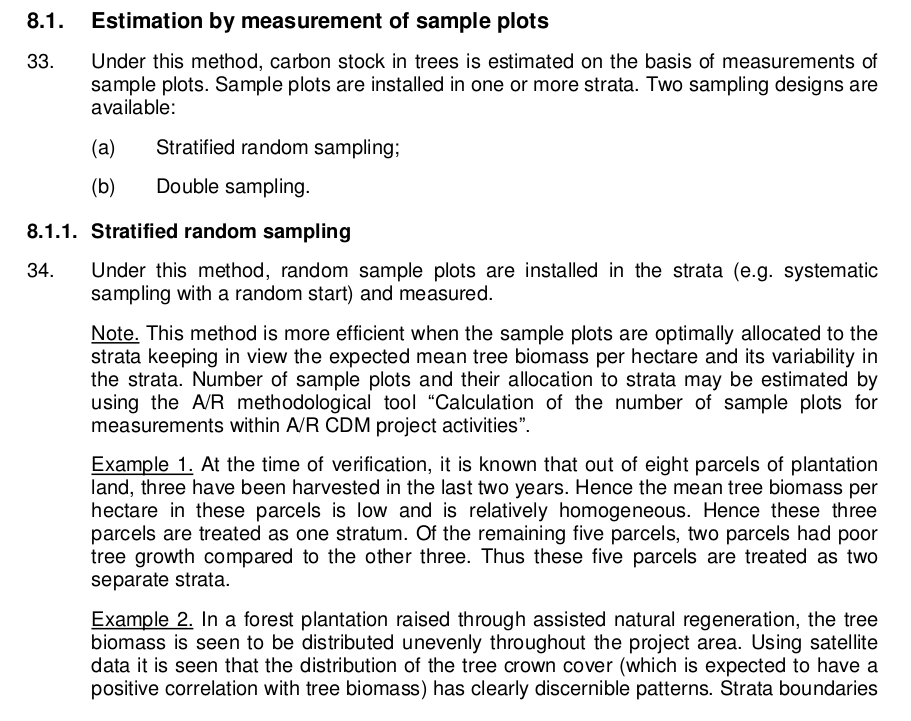 8.1. Estimation by measurement of sample plots
33. Under this method, carbon stock in trees is estimated on the basis of measurements of
sample plots. Sample plots are installed in one or more strata. Two sampling designs are
available:
(a) Stratified random sampling;
(b) Double sampling.
8.1.1. Stratified random sampling
34. Under this method, random sample plots are installed in the strata (e.g. systematic
sampling with a random start) and measured.
Note. This method is more efficient when the sample plots are optimally allocated to the
strata keeping in view the expected mean tree biomass per hectare and its variability in
the strata. Number of sample plots and their allocation to strata may be estimated by
using the A/R methodological tool “Calculation of the number of sample plots for
measurements within A/R CDM project activities”.
Example 1. At the time of verification, it is known that out of eight parcels of plantation
land, three have been harvested in the last two years. Hence the mean tree biomass per
hectare in these parcels is low and is relatively homogeneous. Hence these three
parcels are treated as one stratum. Of the remaining five parcels, two parcels had poor
tree growth compared to the other three. Thus these five parcels are treated as two
separate strata.
Example 2. In a forest plantation raised through assisted natural regeneration, the tree
biomass is seen to be distributed unevenly throughout the project area. Using satellite
data it is seen that the distribution of the tree crown cover (which is expected to have a
positive correlation with tree biomass) has clearly discernible patterns. Strata boundaries